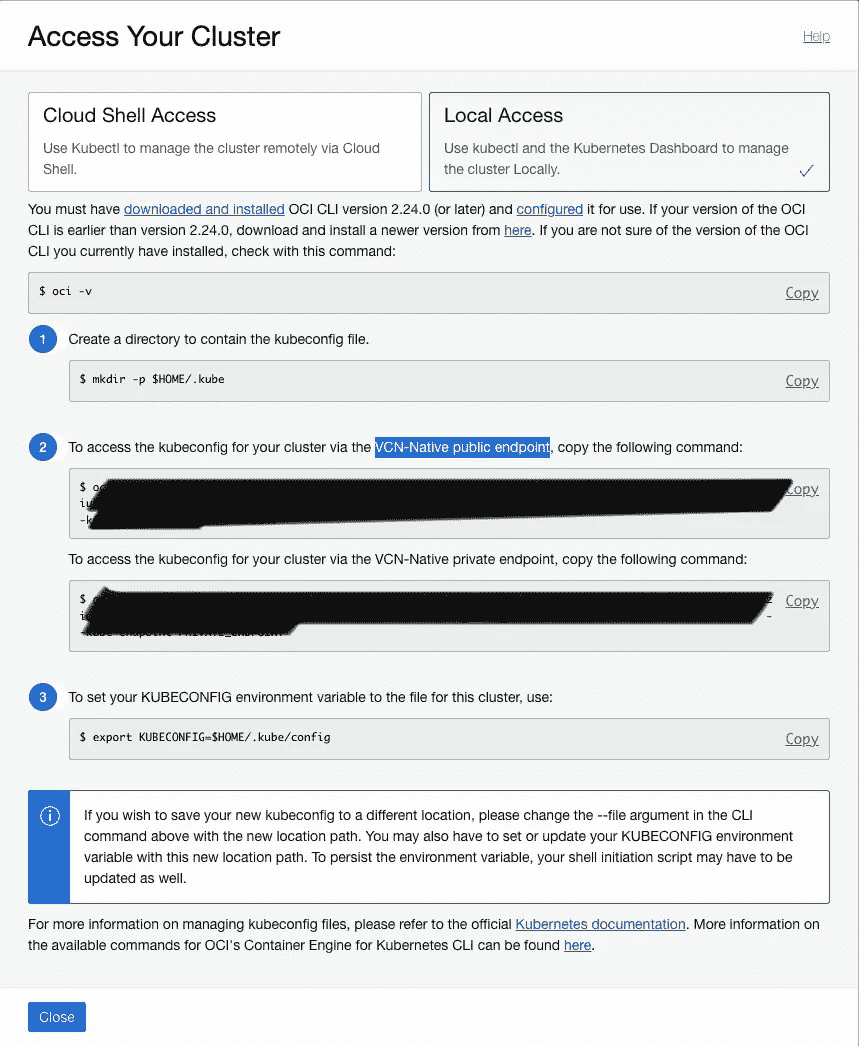 Access Your Cluster
Help
Cloud Shell Access
Use Kubectl to manage the cluster remotely via Cloud
Shell.
Local Access
Use kubectl and the Kubernetes Dashboard to manage
the cluster Locally.
You must have downloaded and installed OCI CLI version 2.24.0 (or later) and configured it for use. If your version of the OCI
CLI is earlier than version 2.24.0, download and install a newer version from here. If you are not sure of the version of the OCI
CLI you currently have installed, check with this command:
$ oci -v
Copy
1
Create a directory to contain the kubeconfig file.
$ mkdir -p $HOME/.kube
Copy
2
To access the kubeconfig for your cluster via the VCN-Native public endpoint, copy the following command:
$
Copy
To access the kubeconfig for your cluster via the VCN-Native private endpoint, copy the following command:
$
Copy
3
To set your KUBECONFIG environment variable to the file for this cluster, use:
$ export KUBECONFIG=$HOME/.kube/config
Copy
If you wish to save your new kubeconfig to a different location, please change the --file argument in the CLI
command above with the new location path. You may also have to set or update your KUBECONFIG environment
variable with this new location path. To persist the environment variable, your shell initiation script may have to be
updated as well.
For more information on managing kubeconfig files, please refer to the official Kubernetes documentation. More information on
the available commands for OCI's Container Engine for Kubernetes CLI can be found here.
Close